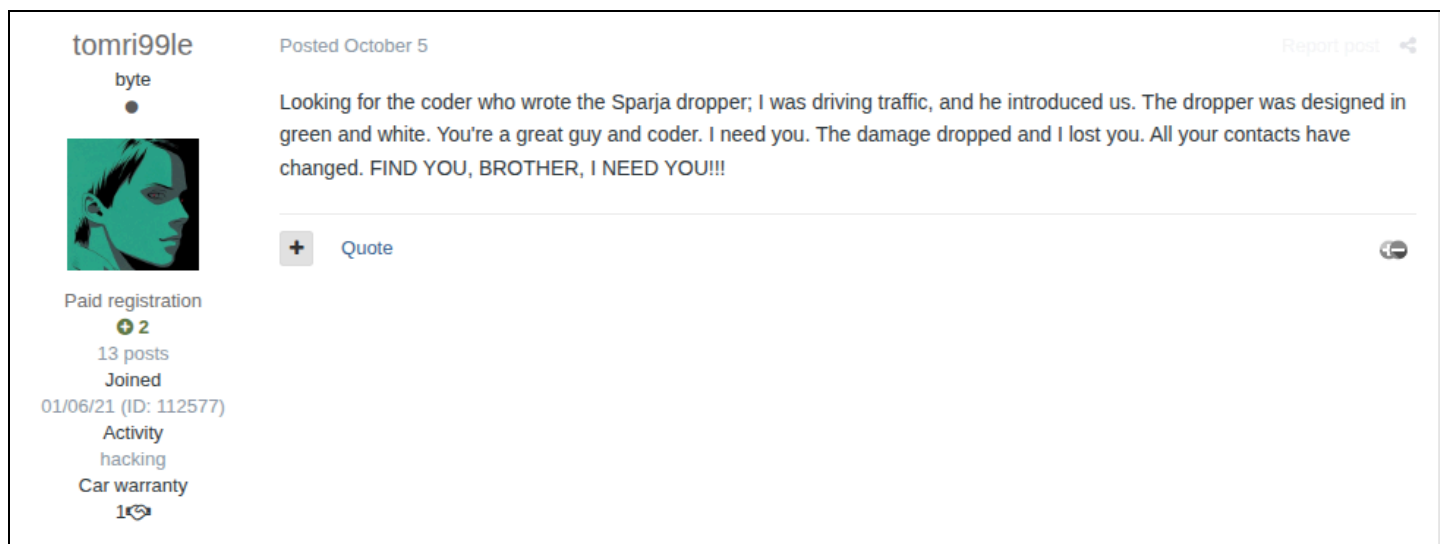 tomri99le
byte
Paid registration
2
13 posts
Joined
01/06/21 (ID: 112577)
Activity
hacking
Car warranty
1
Posted October 5
Report post
Looking for the coder who wrote the Sparja dropper; I was driving traffic, and he introduced us. The dropper was designed in
green and white. You're a great guy and coder. I need you. The damage dropped and I lost you. All your contacts have
changed. FIND YOU, BROTHER, I NEED YOU!!!
+ Quote